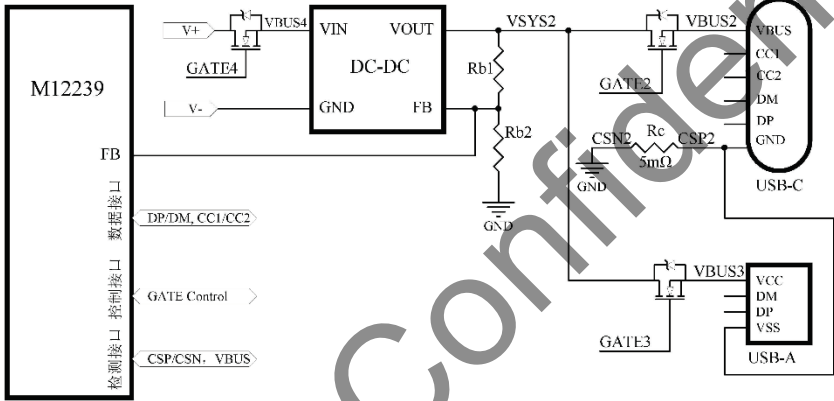 M12239
FB
数据接口
DP/DM, CC1/CC2
控制接口
GATE Control
检测接口
CSP/CSN，VBUS
V+
VBUS4
GATE4
V-
VIN
VOUT
DC-DC
GND
FB
VSYS2
Rb1
Rb2
GND
VBUS2
GATE2
CSN2
Rc
CSP2
5mΩ
GND
VBUS
CC1
CC2
DM
DP
GND
USB-C
VBUS3
GATE3
VCC
DM
DP
VSS
USB-A
Confiden